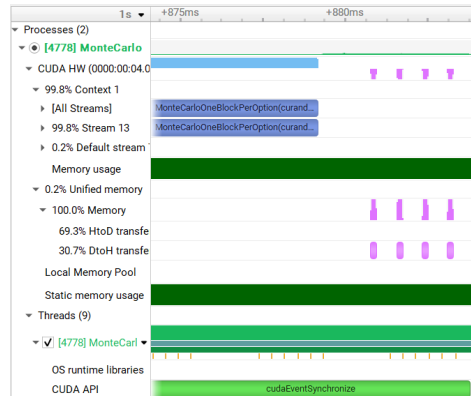 1s +875ms +880ms
Processes (2)
[4778] MonteCarlo
CUDA HW (0000:00:04.0
99.8% Context 1
[All Streams] MonteCarloOneBlockPerOption(curand...
99.8% Stream 13 MonteCarloOneBlockPerOption(curand...
0.2% Default stream
Memory usage
0.2% Unified memory
100.0% Memory
69.3% HtoD transfe
30.7% DtoH transfe
Local Memory Pool
Static memory usage
Threads (9)
[4778] MonteCarl
OS runtime libraries
CUDA API cudaEventSynchronize